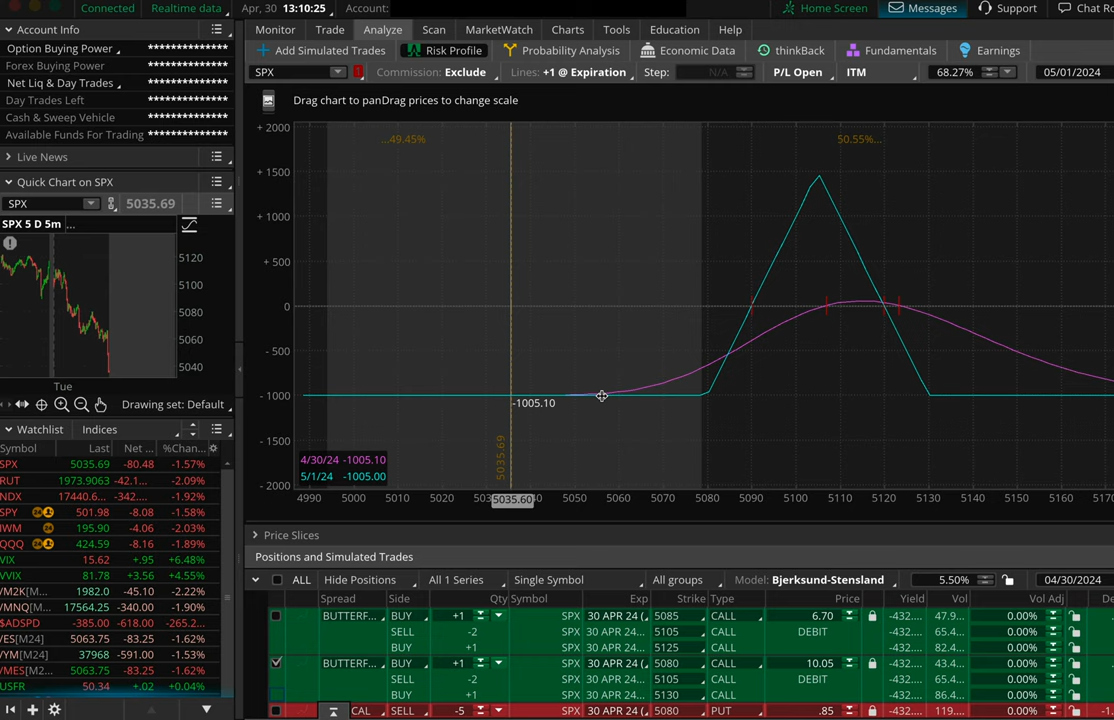 Connected Realtime data Apr, 30 13:10:25 Account: Home Screen Messages Support Chat Ro
Account Info
Option Buying Power **************
Forex Buying Power **************
Net Liq & Day Trades **************
Day Trades Left **************
Cash & Sweep Vehicle **************
Available Funds For Trading **************
Live News
Quick Chart on SPX
SPX 5035.69
SPX 5 D 5m ...
5120
5100
5080
5060
5040
Tue
Drawing set: Default
Watchlist Indices
Symbol Last Net ... %Chan...
SPX 5035.69 -80.48 -1.57%
RUT 1973.9063 -42.1... -2.09%
NDX 17440.6... -342.... -1.92%
SPY 501.98 -8.08 -1.58%
IWM 195.90 -4.06 -2.03%
QQQ 424.59 -8.16 -1.89%
VIX 15.62 +.95 +6.48%
VVIX 81.78 +3.56 +4.55%
/M2K[M... 1982.0 -45.10 -2.22%
/MNQ[M... 17564.25 -340.00 -1.90%
$ADSPD -385.00 -618.00 -265.2...
/ES[M24] 5063.75 -83.25 -1.62%
/YM[M24] 37968 -591.00 -1.53%
/MES[M2... 5063.75 -83.25 -1.62%
USFR 50.34 +.02 +0.04%
Monitor Trade Analyze Scan MarketWatch Charts Tools Education Help
Add Simulated Trades Risk Profile Probability Analysis Economic Data thinkBack Fundamentals Earnings
SPX Commission: Exclude Lines: +1 @ Expiration Step: N/A P/L Open ITM 68.27% 05/01/2024
Drag chart to panDrag prices to change scale
...49.45% 50.55%...
+ 2000
+ 1500
+ 1000
+ 500
0
- 500
- 1000
- 1500
- 2000
-1005.10
5035.69
4/30/24 -1005.10
5/1/24 -1005.00
4990 5000 5010 5020 5035.60 5050 5060 5070 5080 5090 5100 5110 5120 5130 5140 5150 5160 517
Price Slices
Positions and Simulated Trades
ALL Hide Positions All 1 Series Single Symbol All groups Model: Bjerksund-Stensland 5.50% 04/30/2024
Spread Side Qty Symbol Exp Strike Type Price Yield Vol Vol Adj De
BUTTERF... BUY +1 SPX 30 APR 24 ( 5085 CALL 6.70 -432.... 47.9... 0.00%
SELL -2 SPX 30 APR 24... 5105 CALL DEBIT -432.... 65.4... 0.00%
BUY +1 SPX 30 APR 24... 5125 CALL -432.... 82.4... 0.00%
BUTTERF... BUY +1 SPX 30 APR 24 ( 5080 CALL 10.05 -432.... 43.4... 0.00%
SELL -2 SPX 30 APR 24... 5105 CALL DEBIT -432.... 65.4... 0.00%
BUY +1 SPX 30 APR 24... 5130 CALL -432.... 86.4... 0.00%
CAL SELL -5 SPX 30 APR 24 ( 5080 PUT .85 -432.... 119.... 0.00% -1...